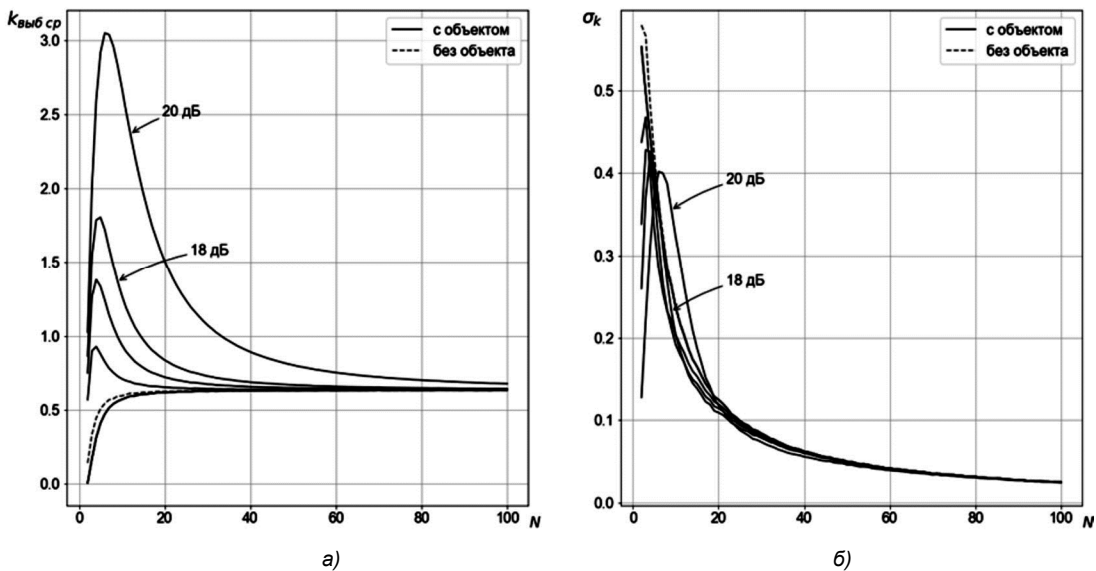 k выб ср
3.0
2.5
2.0
1.5
1.0
0.5
0.0
0 20 40 60 80 100 N
с объектом
без объекта
20 дБ
18 дБ
а)
σk
0.5
0.4
0.3
0.2
0.1
0.0
0 20 40 60 80 100 N
с объектом
без объекта
20 дБ
18 дБ
б)